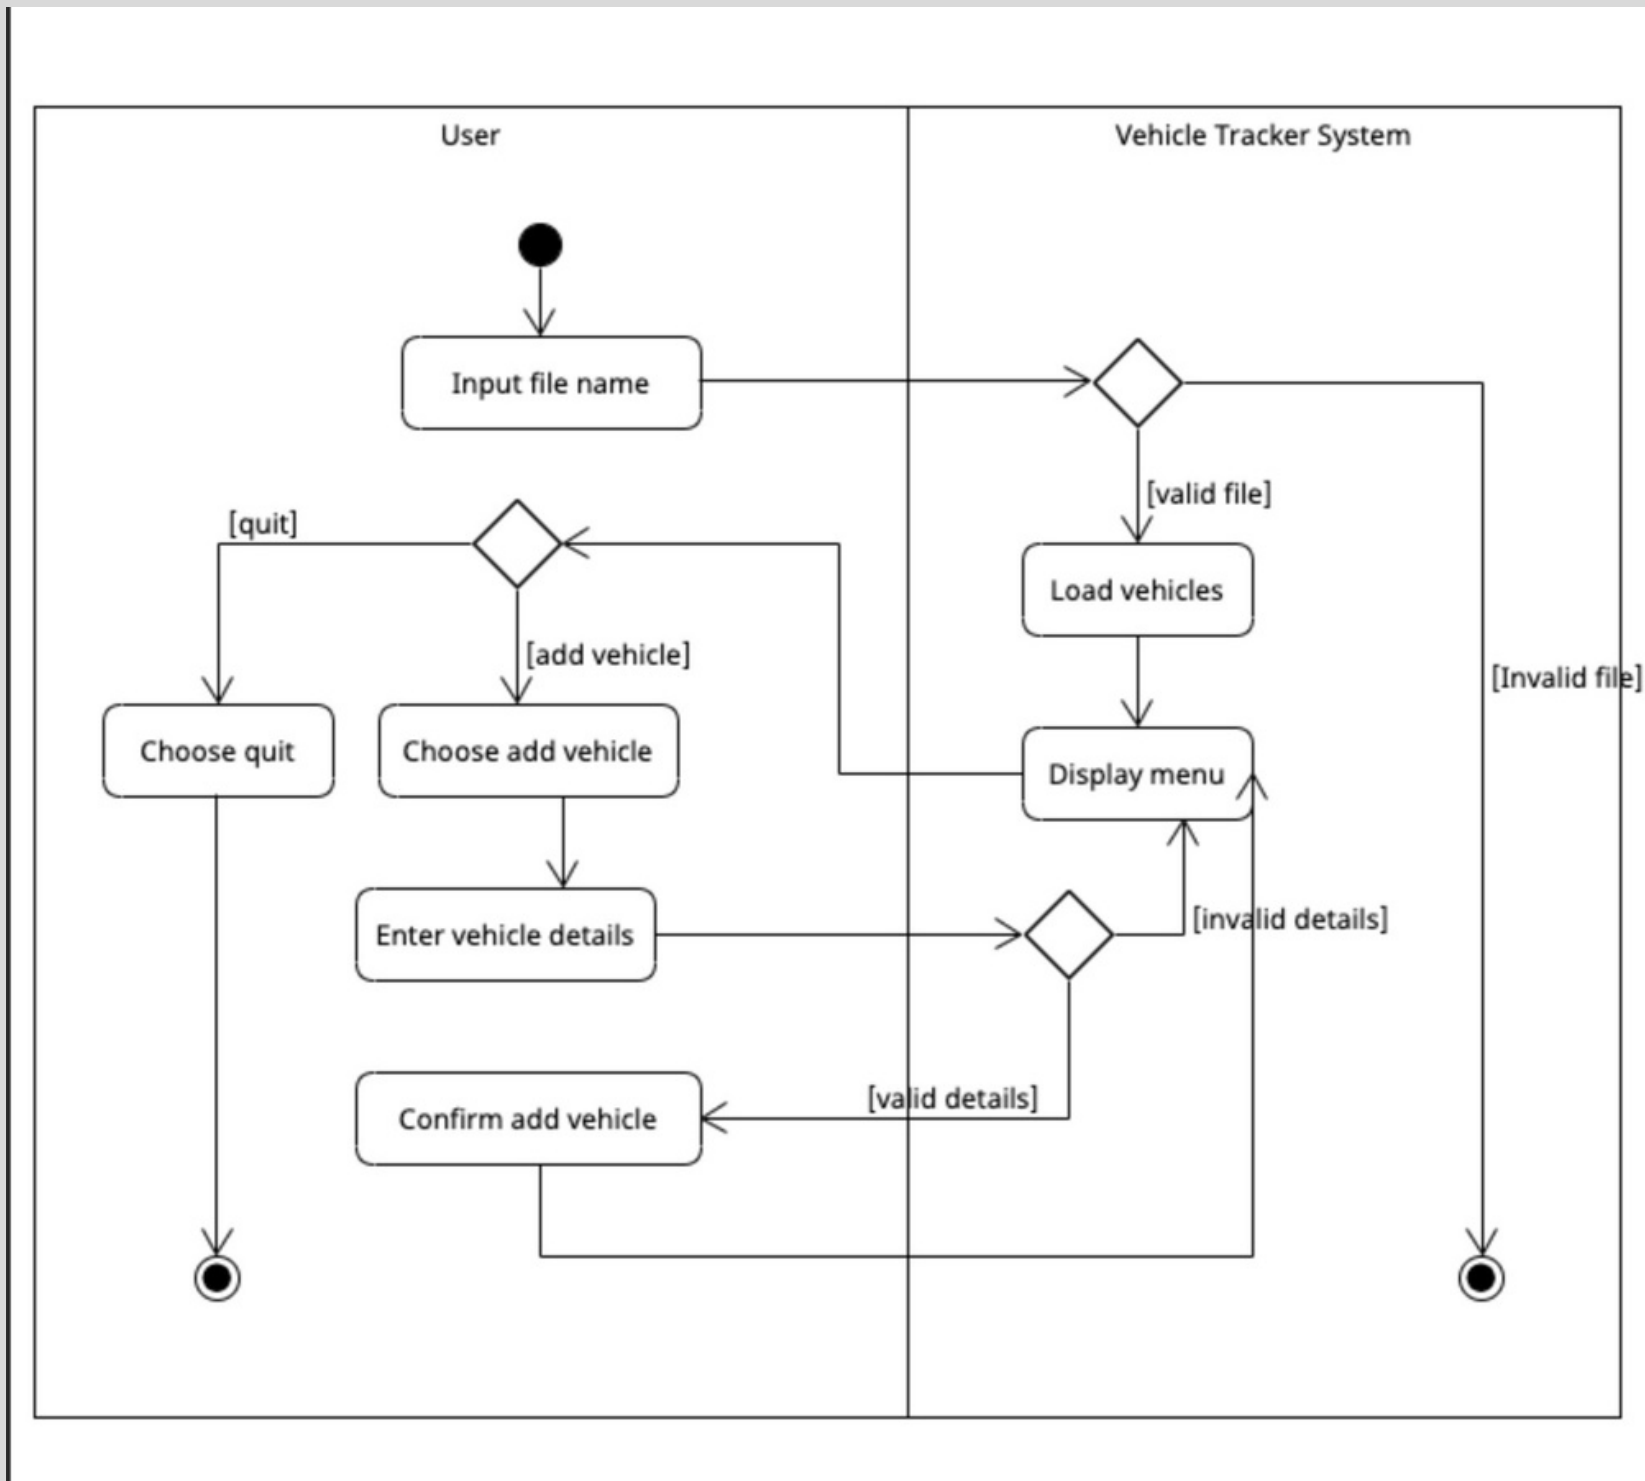 User
Vehicle Tracker System
Input file name
[valid file]
[quit]
Load vehicles
[add vehicle]
[Invalid file]
Choose quit
Choose add vehicle
Display menu
[invalid details]
Enter vehicle details
[valid details]
Confirm add vehicle